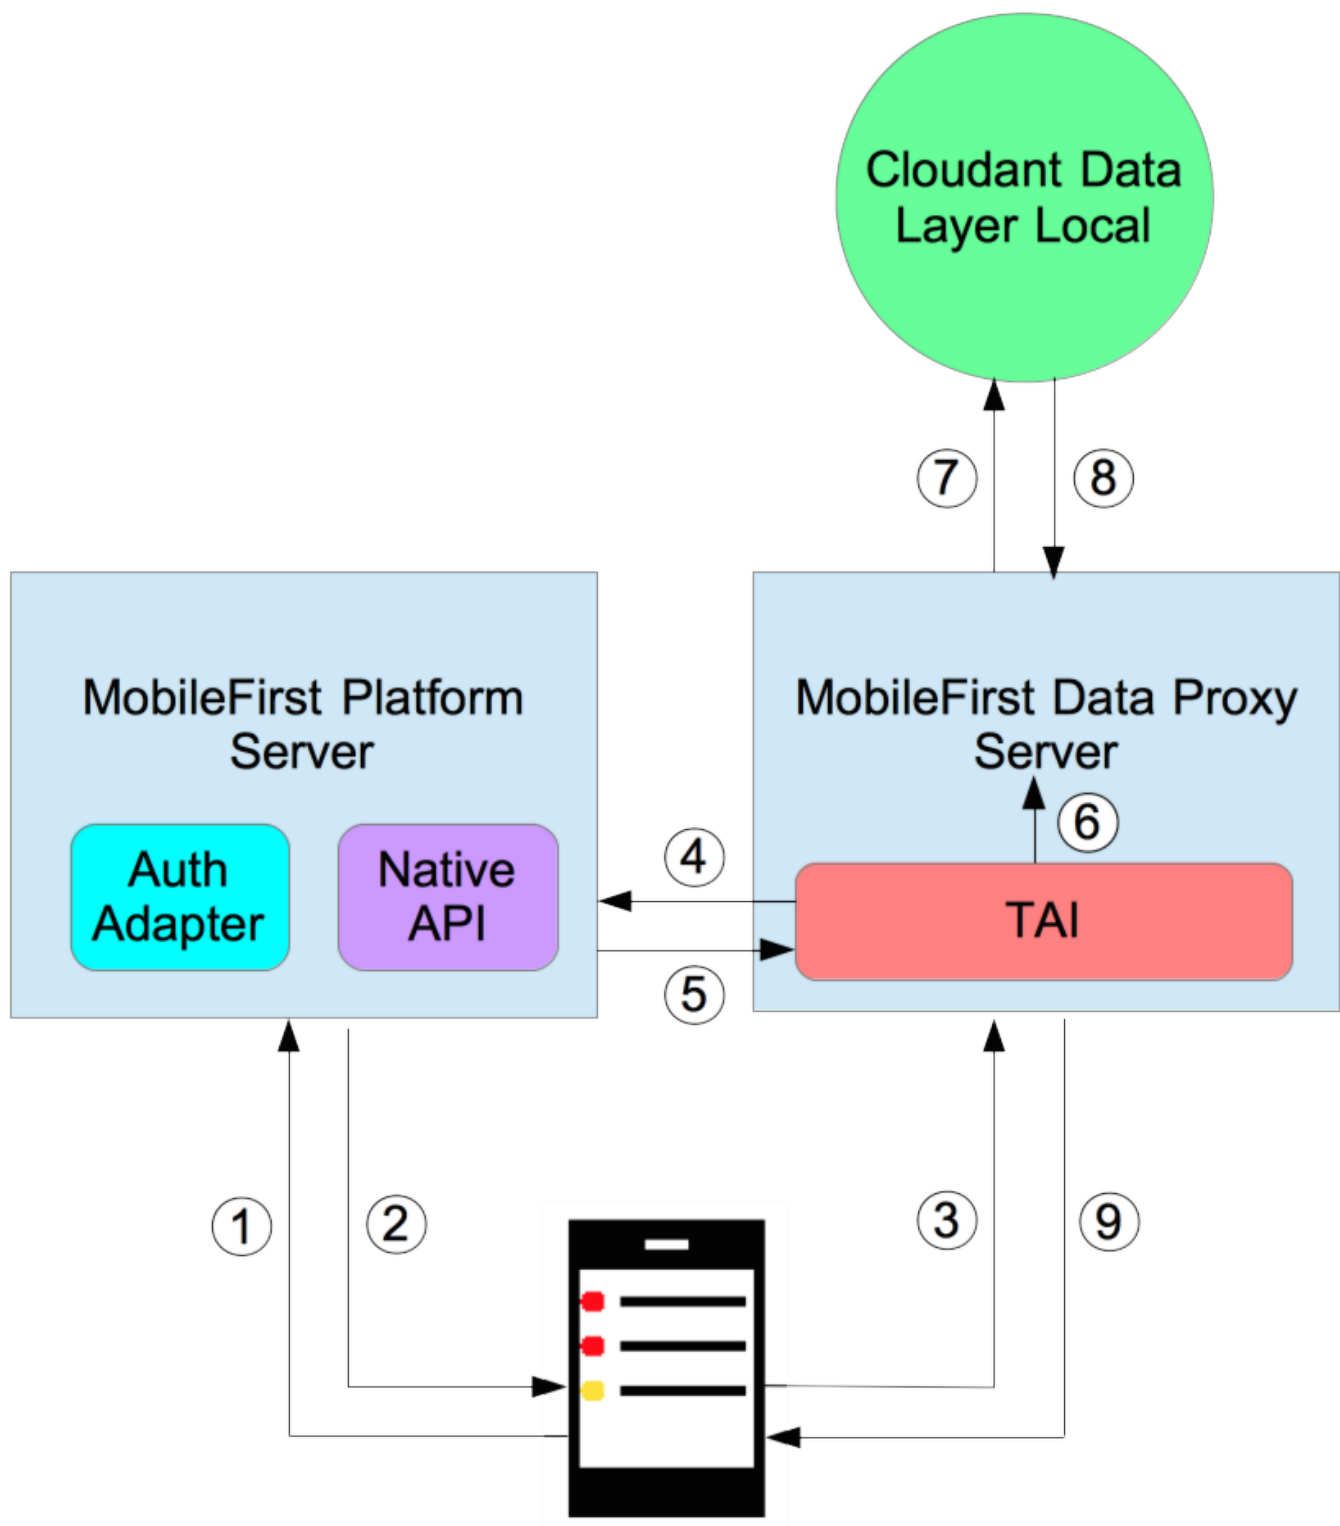 Cloudant Data
Layer Local
7
8
MobileFirst Platform
Server
MobileFirst Data Proxy
Server
6
Auth
Adapter
Native
API
4
TAI
5
1
2
3
9